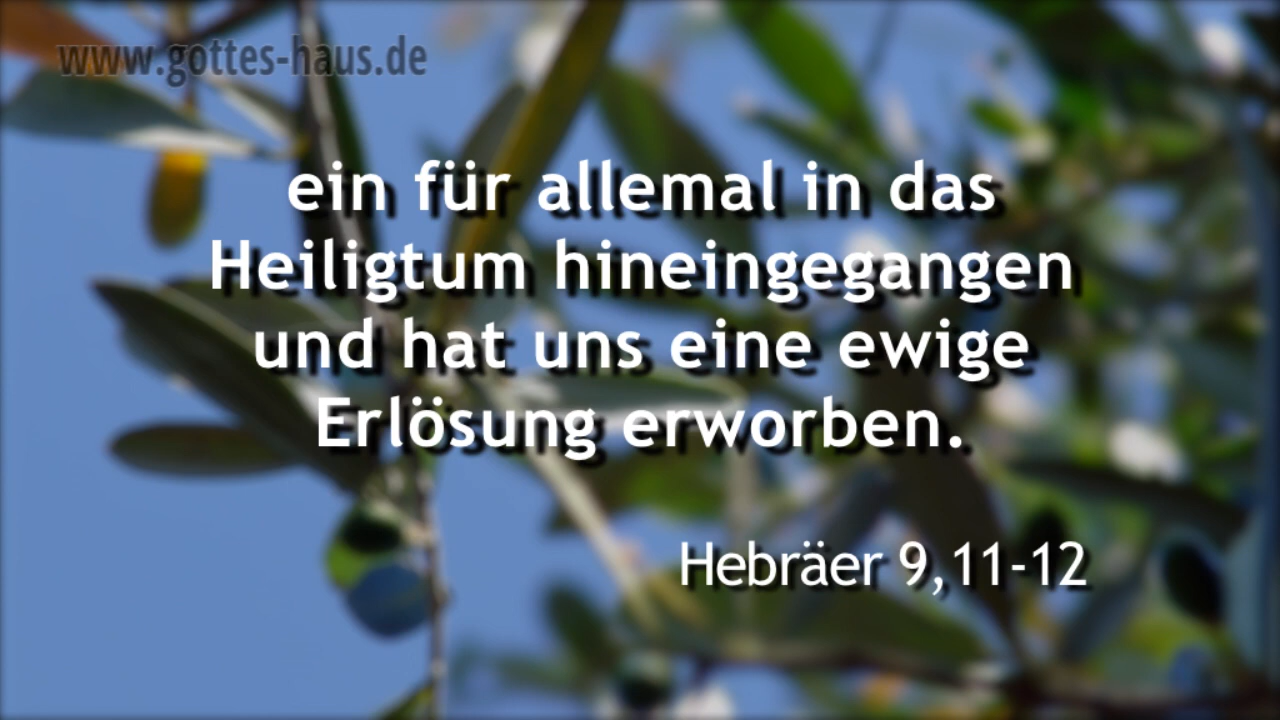 www.gottes-haus.de
ein für allemal in das
Heiligtum hineingegangen
und hat uns eine ewige
Erlösung erworben.
Hebräer 9,11-12